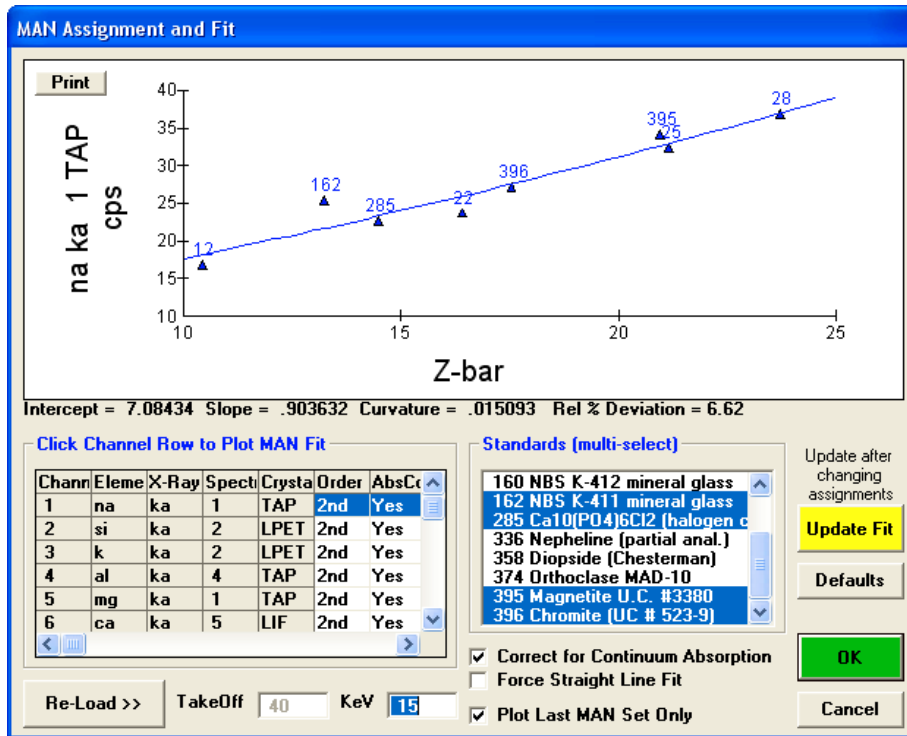 MAN Assignment and Fit
Print
na ka 1 TAP
cps
40
35
30
25
20
15
10
10
15
20
25
12
162
285
22
396
395
25
28
Z-bar
Intercept = 7.08434 Slope = .903632 Curvature = .015093 Rel % Deviation = 6.62
Click Channel Row to Plot MAN Fit
Chann Eleme X-Ray Spectr Crysta Order AbsCo
1 na ka 1 TAP 2nd Yes
2 si ka 2 LPET 2nd Yes
3 k ka 2 LPET 2nd Yes
4 al ka 4 TAP 2nd Yes
5 mg ka 1 TAP 2nd Yes
6 ca ka 5 LIF 2nd Yes
Standards (multi-select)
160 NBS K-412 mineral glass
162 NBS K-411 mineral glass
285 Ca10(PO4)6Cl2 (halogen c
336 Nepheline (partial anal.)
358 Diopside (Chesterman)
374 Orthoclase MAD-10
395 Magnetite U.C. #3380
396 Chromite (UC # 523-9)
Update after
changing
assignments
Update Fit
Defaults
OK
Cancel
Correct for Continuum Absorption
Force Straight Line Fit
Plot Last MAN Set Only
Re-Load >> TakeOff 40 KeV 15